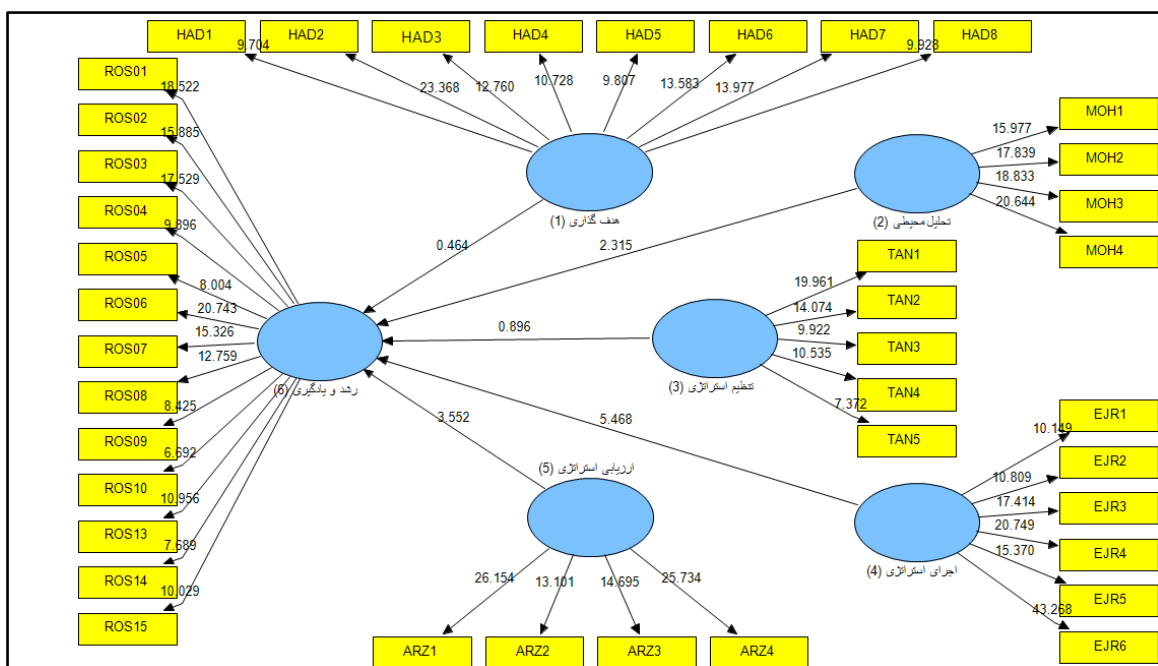 HAD1
HAD2
HAD3
HAD4
HAD5
HAD6
HAD7
HAD8
9.704
23.368
12.760
10.728
9.807
13.583
13.977
9.928
ROS01
ROS02
ROS03
ROS04
ROS05
ROS06
ROS07
ROS08
ROS09
ROS10
ROS13
ROS14
ROS15
18.522
15.885
17.529
9.896
8.004
20.743
15.326
12.759
8.425
6.692
10.956
7.689
10.029
هدف گذاری (1)
تحلیل محیطی (2)
تنظیم استراتژی (3)
اجرای استراتژی (4)
ارزیابی استراتژی (5)
رشد و یادگیری (6)
0.464
2.315
0.896
5.468
3.552
MOH1
MOH2
MOH3
MOH4
15.977
17.839
18.833
20.644
TAN1
TAN2
TAN3
TAN4
TAN5
19.961
14.074
9.922
10.535
7.372
EJR1
EJR2
EJR3
EJR4
EJR5
EJR6
10.149
10.809
17.414
20.749
15.370
43.268
26.154
13.101
14.695
25.734
ARZ1
ARZ2
ARZ3
ARZ4